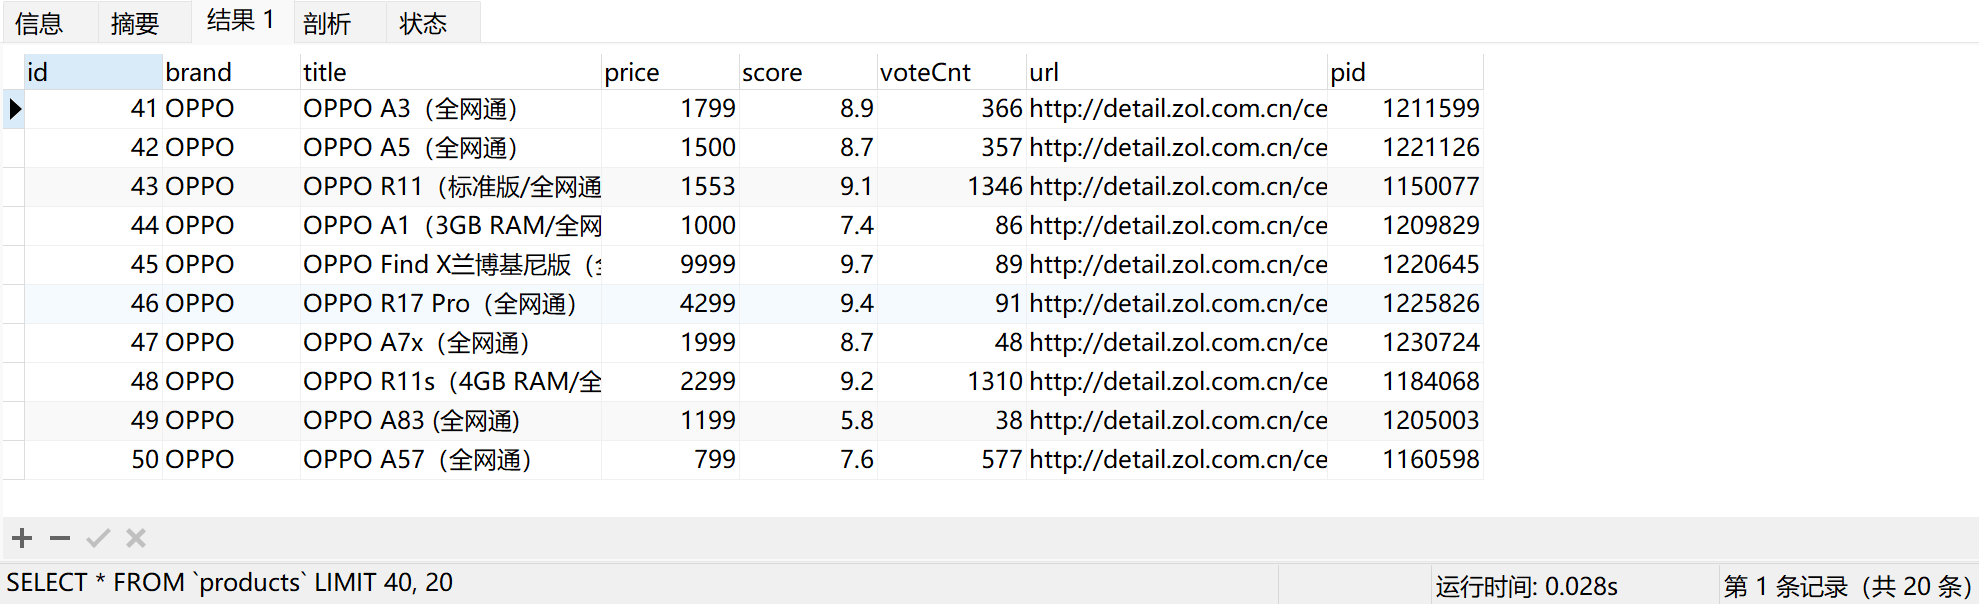 信息 摘要 结果 1 剖析 状态
id brand title price score voteCnt url pid
41 OPPO OPPO A3（全网通） 1799 8.9 366 http://detail.zol.com.cn/ce 1211599
42 OPPO OPPO A5（全网通） 1500 8.7 357 http://detail.zol.com.cn/ce 1221126
43 OPPO OPPO R11（标准版/全网通 1553 9.1 1346 http://detail.zol.com.cn/ce 1150077
44 OPPO OPPO A1（3GB RAM/全网 1000 7.4 86 http://detail.zol.com.cn/ce 1209829
45 OPPO OPPO Find X兰博基尼版（ 9999 9.7 89 http://detail.zol.com.cn/ce 1220645
46 OPPO OPPO R17 Pro（全网通） 4299 9.4 91 http://detail.zol.com.cn/ce 1225826
47 OPPO OPPO A7x（全网通） 1999 8.7 48 http://detail.zol.com.cn/ce 1230724
48 OPPO OPPO R11s（4GB RAM/全 2299 9.2 1310 http://detail.zol.com.cn/ce 1184068
49 OPPO OPPO A83 (全网通) 1199 5.8 38 http://detail.zol.com.cn/ce 1205003
50 OPPO OPPO A57（全网通） 799 7.6 577 http://detail.zol.com.cn/ce 1160598
SELECT * FROM `products` LIMIT 40, 20 运行时间: 0.028s 第 1 条记录（共 20 条）